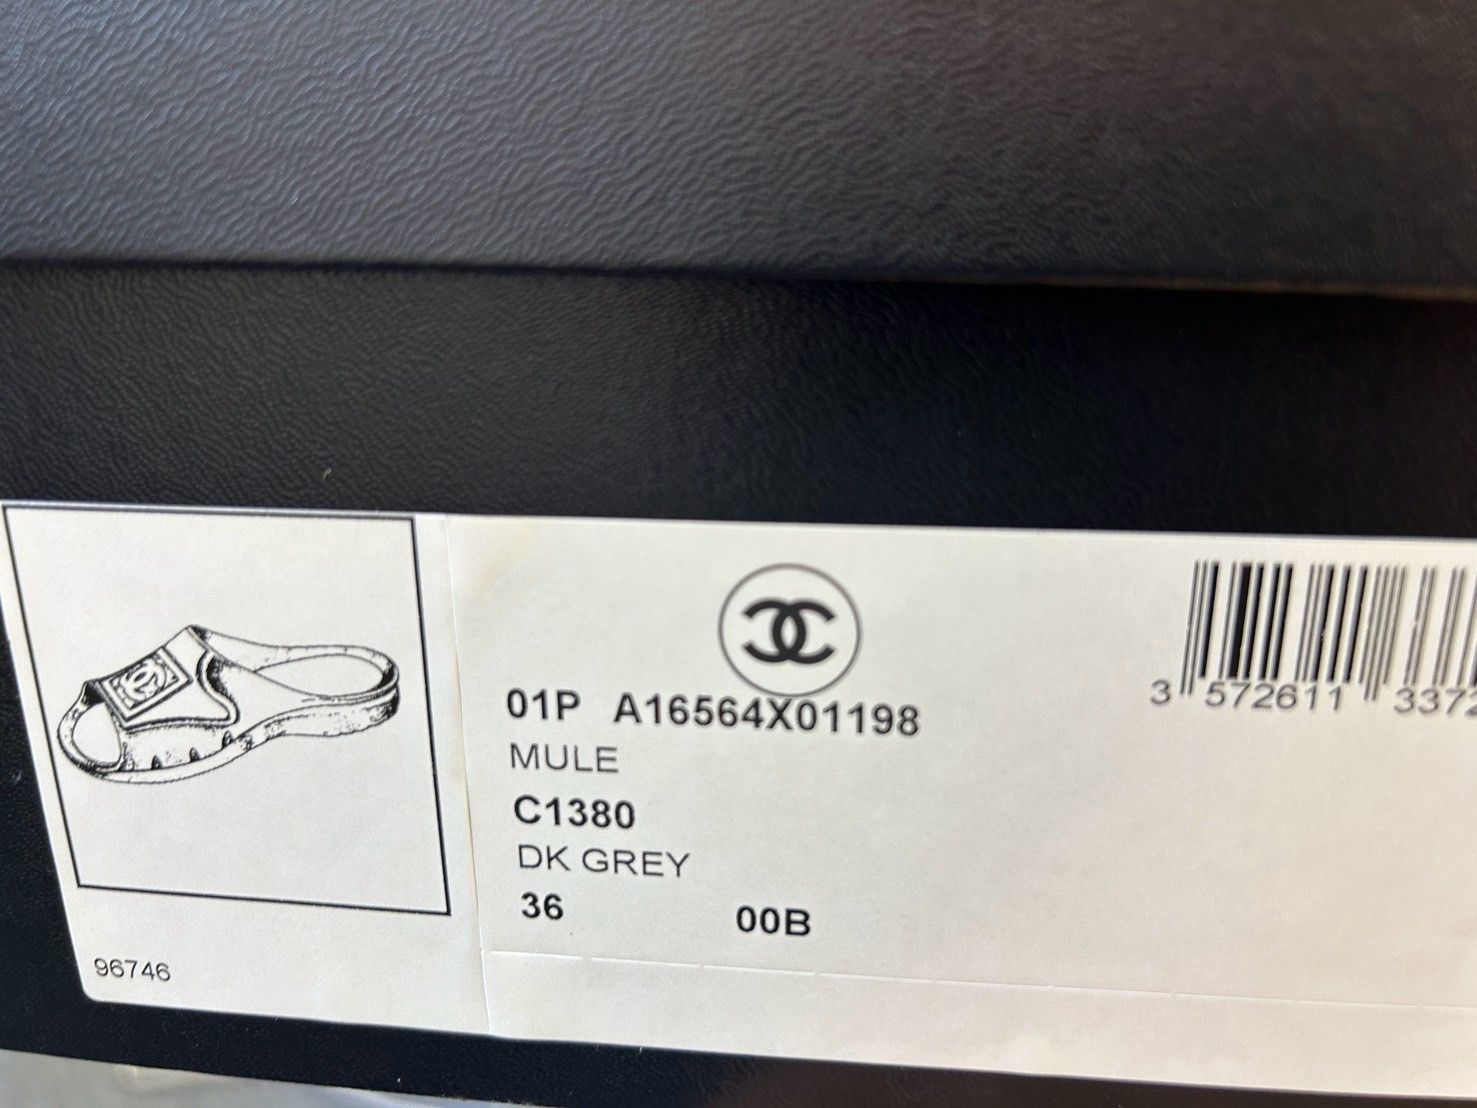 3 572611 3372
01P A16564X01198
MULE
C1380
DK GREY
36 00B
96746